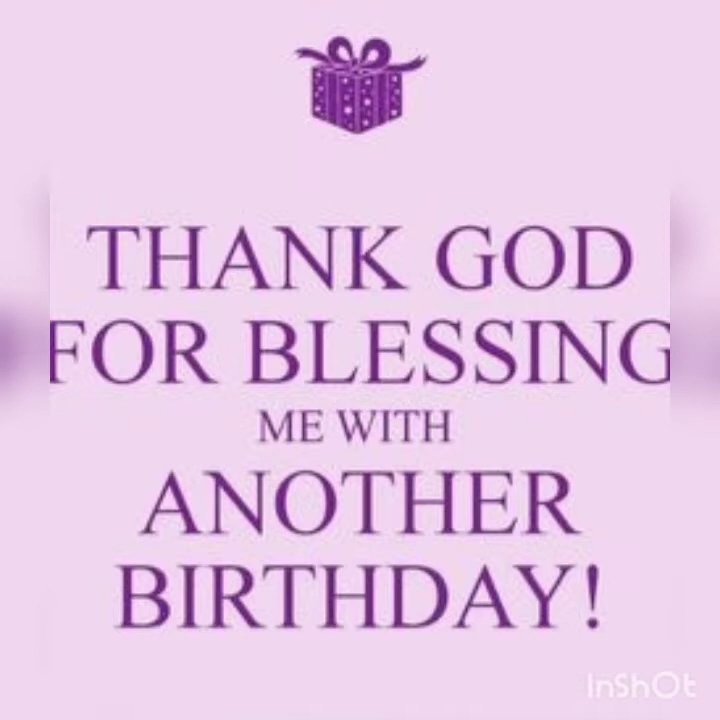 THANK GOD
FOR BLESSING
ME WITH
ANOTHER
BIRTHDAY!
InShOt